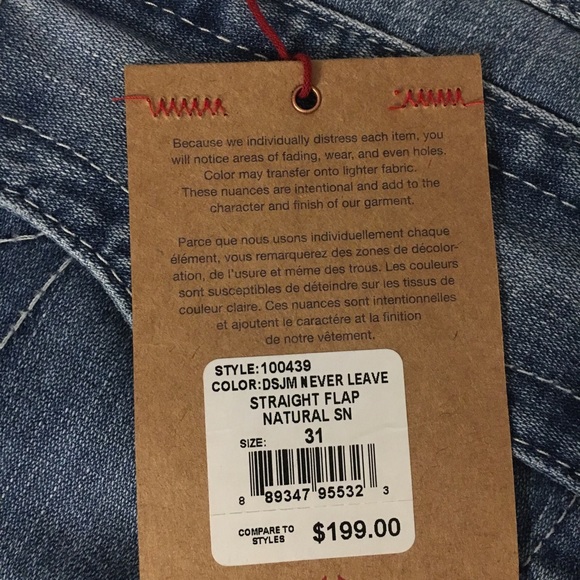 Because we individually distress each item, you
will notice areas of fading, wear, and even holes.
Color may transfer onto lighter fabric.
These nuances are intentional and add to the
character and finish of our garment.
Parce que nous usons individuellement chaque
élément, vous remarquerez des zones de décolor-
ation, de l'usure et même des trous. Les couleurs
sont susceptibles de déteindre sur les tissus de
couleur claire. Ces nuances sont intentionnelles
et ajoutent le caractére at la finition
de notre vêtement.
STYLE:100439
COLOR:DSJM NEVER LEAVE
STRAIGHT FLAP
NATURAL SN
SIZE: 31
8 89347 95532 3
COMPARE TO
STYLES $199.00